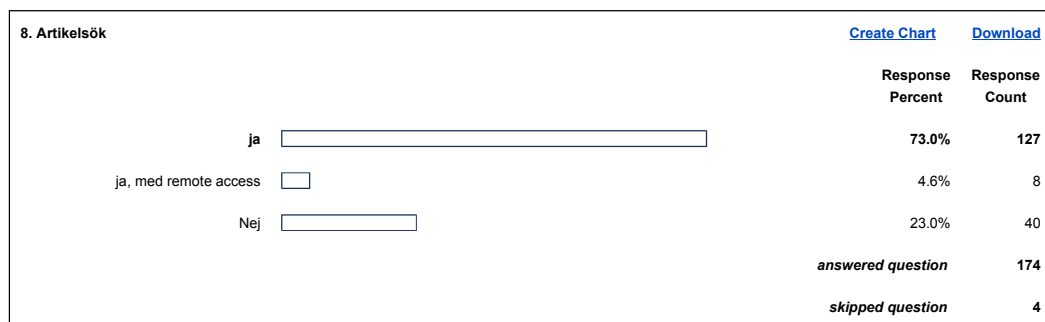 8. Artikelsök Create Chart Download
Response Percent Response Count
ja 73.0% 127
ja, med remote access 4.6% 8
Nej 23.0% 40
answered question 174
skipped question 4